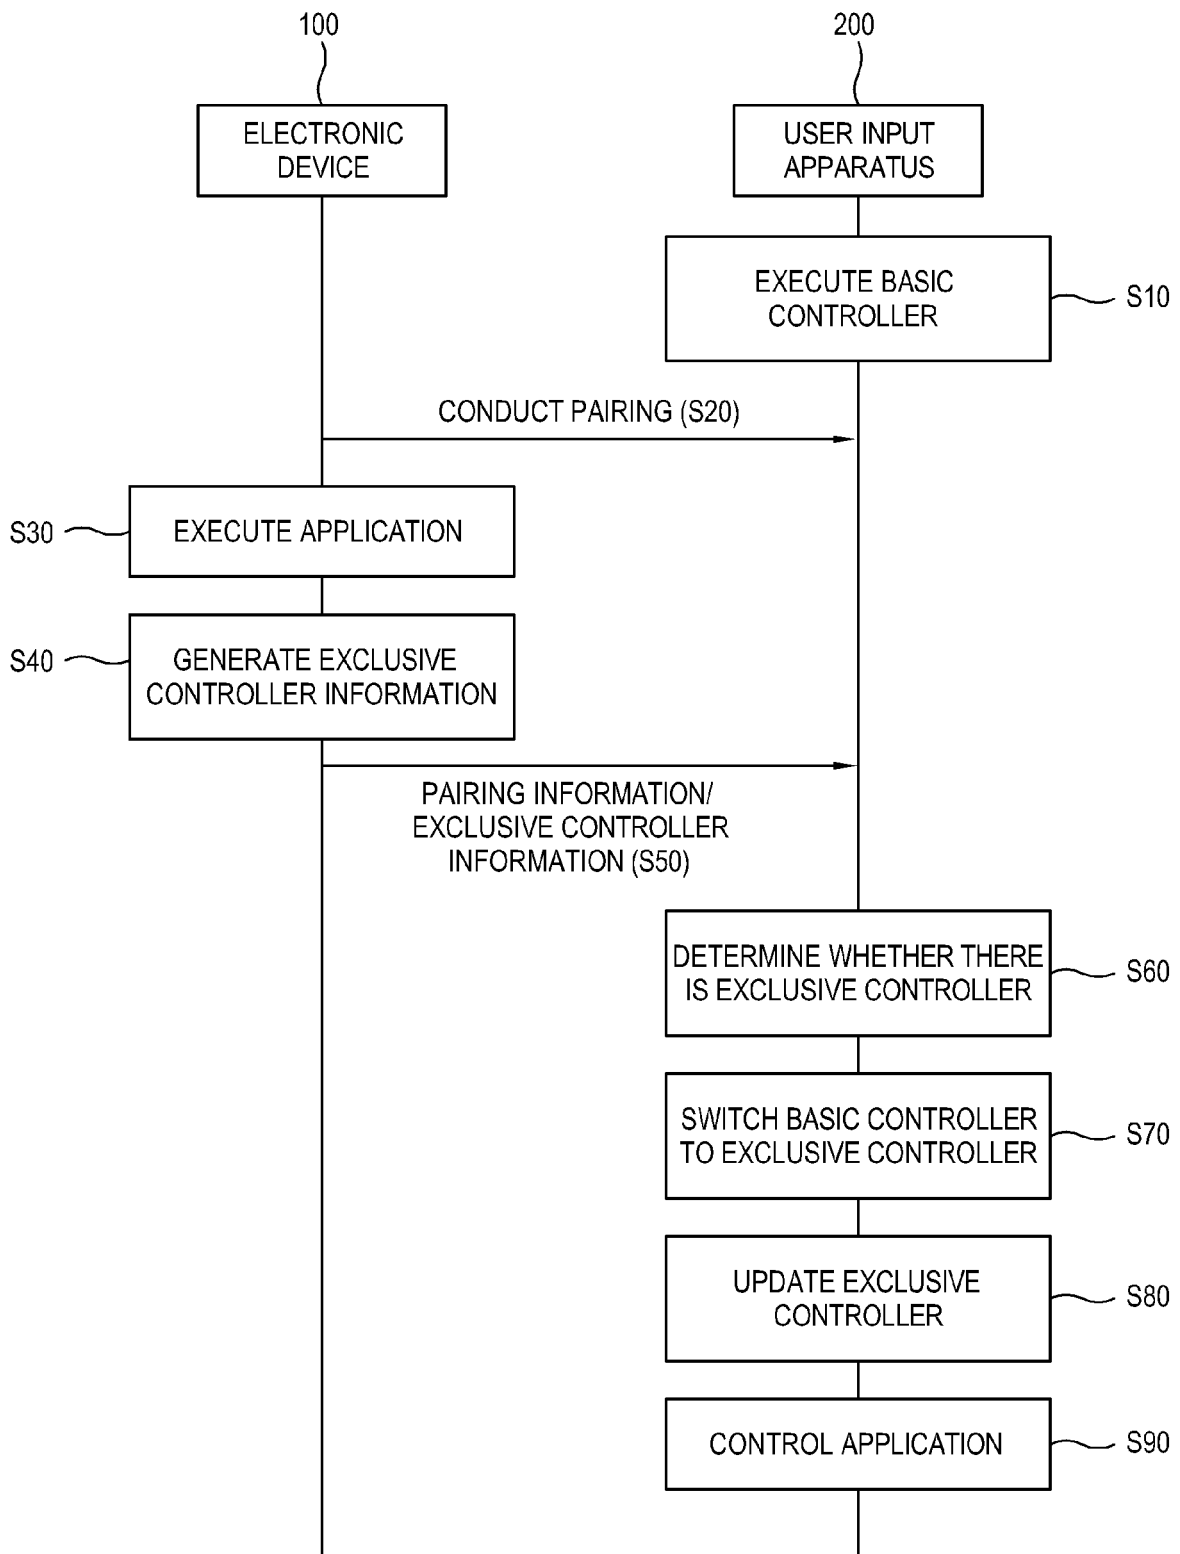 100
200
ELECTRONIC
DEVICE
USER INPUT
APPARATUS
EXECUTE BASIC
CONTROLLER
S10
CONDUCT PAIRING (S20)
S30
EXECUTE APPLICATION
S40
GENERATE EXCLUSIVE
CONTROLLER INFORMATION
PAIRING INFORMATION/
EXCLUSIVE CONTROLLER
INFORMATION (S50)
DETERMINE WHETHER THERE
IS EXCLUSIVE CONTROLLER
S60
SWITCH BASIC CONTROLLER
TO EXCLUSIVE CONTROLLER
S70
UPDATE EXCLUSIVE
CONTROLLER
S80
CONTROL APPLICATION
S90